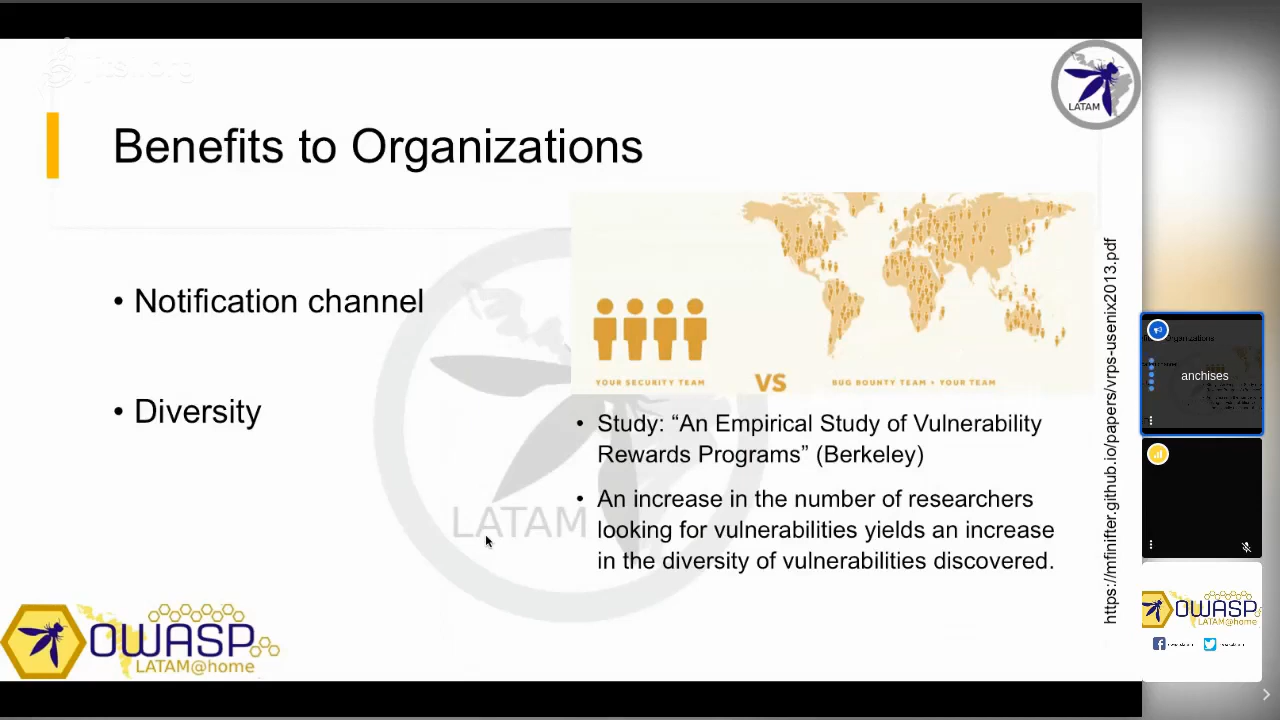 jitsi.org
LATAM
Benefits to Organizations
• Notification channel
• Diversity
YOUR SECURITY TEAM
VS
BUG BOUNTY TEAM + YOUR TEAM
• Study: “An Empirical Study of Vulnerability
Rewards Programs” (Berkeley)
• An increase in the number of researchers
looking for vulnerabilities yields an increase
in the diversity of vulnerabilities discovered.
https://mfinifter.github.io/papers/vrps-usenix2013.pdf
LATAM
OWASP
LATAM@home
anchises
OWASP
LATAM@home